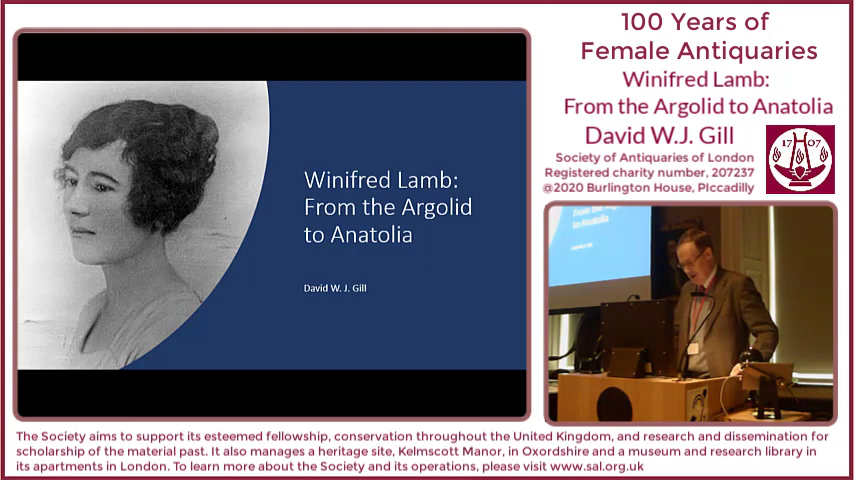 100 Years of
Female Antiquaries
Winifred Lamb:
From the Argolid to Anatolia
David W.J. Gill
Society of Antiquaries of London
Registered charity number, 207237
@2020 Burlington House, PIccadilly
17 07
Winifred Lamb:
From the Argolid
to Anatolia
David W. J. Gill
The Society aims to support its esteemed fellowship, conservation throughout the United Kingdom, and research and dissemination for
scholarship of the material past. It also manages a heritage site, Kelmscott Manor, in Oxordshire and a museum and research library in
its apartments in London. To learn more about the Society and its operations, please visit www.sal.org.uk